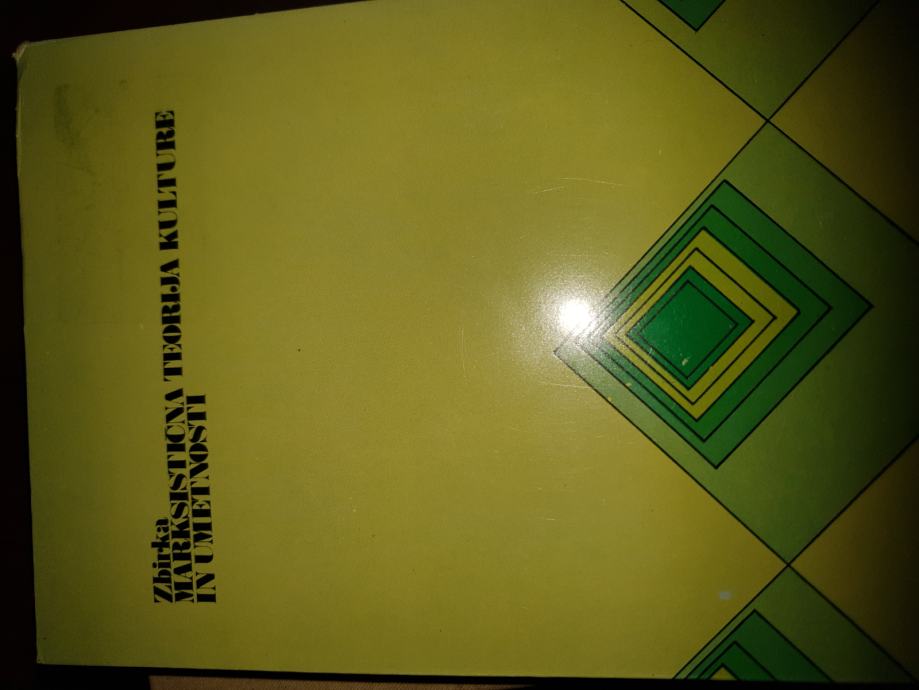 Zbirka
MARKSISTIČNA TEORIJA KULTURE
IN UMETNOSTI